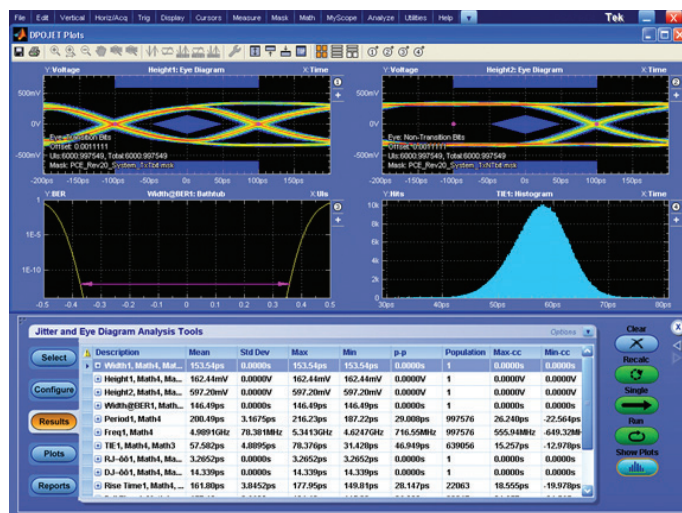 File Edit Vertical Horiz/Acq Trig Display Cursors Measure Mask Math MyScope Analyze Utilities Help Tek
DPOJET Plots
Y:Voltage Height1: Eye Diagram X:Time
500mV
0V
-500mV
Eye: Transition Bits
Offset: 0.0011111
UIs:6000:997549, Total:6000:997549
-200ps -150ps -100ps -50ps 0s 50ps 100ps 150ps
Y:Voltage Height2: Eye Diagram X:Time
500mV
0V
-500mV
Eye: Non-Transition Bits
Offset: 0.0011111
UIs:6000:997549, Total:6000:997549
-200ps -150ps -100ps -50ps 0s 50ps 100ps 150ps
Y:BER Width@BER1: Bathtub X:UIs
1
1E-5
1E-10
-0.5 -0.4 -0.3 -0.2 -0.1 0 0.1 0.2 0.3 0.4 0.5
Y:Hits TIE1: Histogram X:Time
10k
8k
6k
4k
2k
0
30ps 40ps 50ps 60ps 70ps 80ps
Jitter and Eye Diagram Analysis Tools
Options
Select
Configure
Results
Plots
Reports
Description Mean Std Dev Max Min p-p Population Max-cc Min-cc
Width1, Math4, Mat... 153.54ps 0.0000s 153.54ps 153.54ps 0.0000s 1 0.0000s 0.0000s
Height1, Math4, Ma... 162.44mV 0.0000V 162.44mV 162.44mV 0.0000V 1 0.0000V 0.0000V
Height2, Math4, Ma... 597.20mV 0.0000V 597.20mV 597.20mV 0.0000V 1 0.0000V 0.0000V
Width@BER1, Math... 146.49ps 0.0000s 146.49ps 146.49ps 0.0000s 1 0.0000s 0.0000s
Period1, Math4 200.49ps 3.1675ps 216.23ps 187.22ps 29.008ps 997576 26.240ps -22.564ps
Freq1, Math4 4.9891GHz 78.381MHz 5.3413GHz 4.6247GHz 716.55MHz 997576 555.94MHz -649.32MH
TIE1, Math4, Math3 57.582ps 4.8895ps 78.376ps 31.428ps 46.949ps 639056 15.257ps -12.978ps
RJ-δδ1, Math4, Ma... 3.2652ps 0.0000s 3.2652ps 3.2652ps 0.0000s 1 0.0000s 0.0000s
DJ-δδ1, Math4, Ma... 14.339ps 0.0000s 14.339ps 14.339ps 0.0000s 1 0.0000s 0.0000s
Rise Time1, Math4, ... 161.80ps 3.8452ps 177.95ps 149.81ps 28.147ps 22063 18.555ps -19.978ps
Clear
Recalc
Single
Run
Show Plots